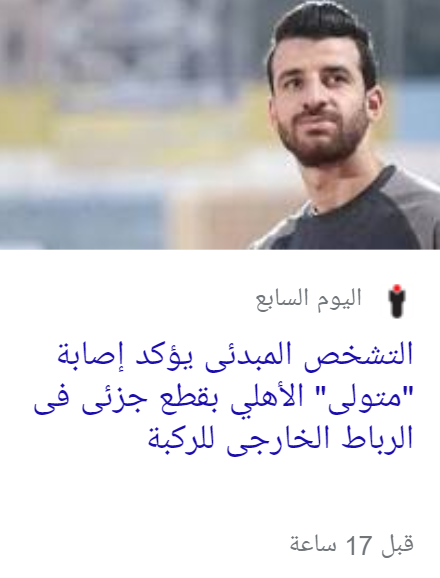 اليوم السابع
التشخص المبدئى يؤكد إصابة
"متولى" الأهلي بقطع جزئى فى
الرباط الخارجى للركبة
قبل 17 ساعة